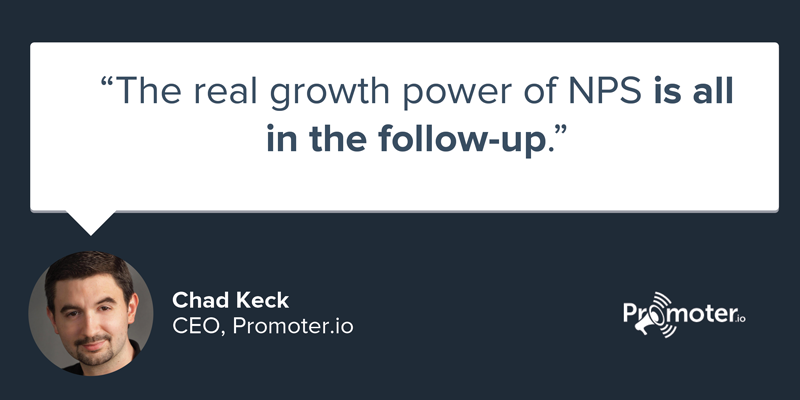 “The real growth power of NPS is all
in the follow-up.”
Chad Keck
CEO, Promoter.io
Promoter.io